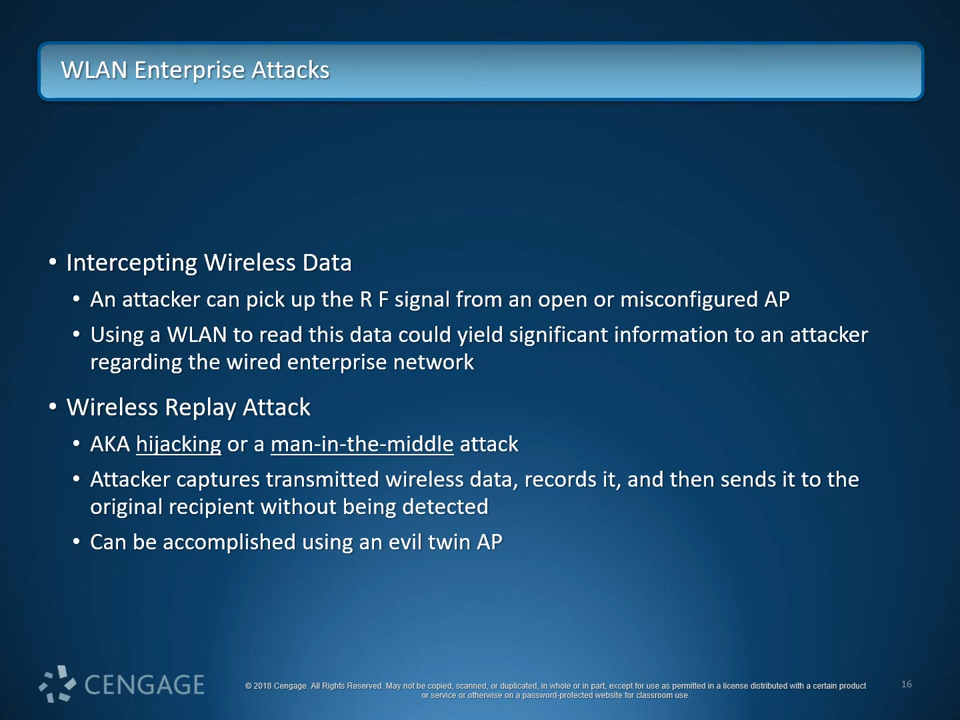 WLAN Enterprise Attacks
• Intercepting Wireless Data
• An attacker can pick up the R F signal from an open or misconfigured AP
• Using a WLAN to read this data could yield significant information to an attacker
regarding the wired enterprise network
• Wireless Replay Attack
• AKA hijacking or a man-in-the-middle attack
• Attacker captures transmitted wireless data, records it, and then sends it to the
original recipient without being detected
• Can be accomplished using an evil twin AP
CENGAGE
© 2018 Cengage. All Rights Reserved. May not be copied, scanned, or duplicated, in whole or in part, except for use as permitted in a license distributed with a certain product
or service or otherwise on a password-protected website for classroom use.
16